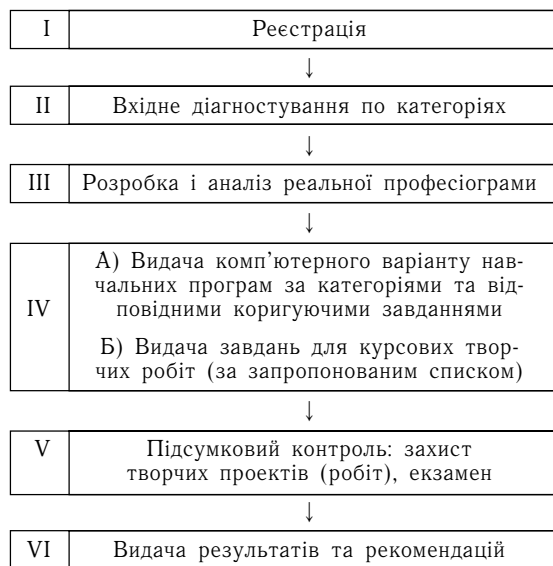 I Реєстрація
↓
II Вхідне діагностування по категоріях
↓
III Розробка і аналіз реальної професіограми
↓
IV
А) Видача комп’ютерного варіанту нав-
чальних програм за категоріями та від-
повідними коригуючими завданнями
Б) Видача завдань для курсових твор-
чих робіт (за запропонованим списком)
↓
V Підсумковий контроль: захист
творчих проектів (робіт), екзамен
↓
VI Видача результатів та рекомендацій